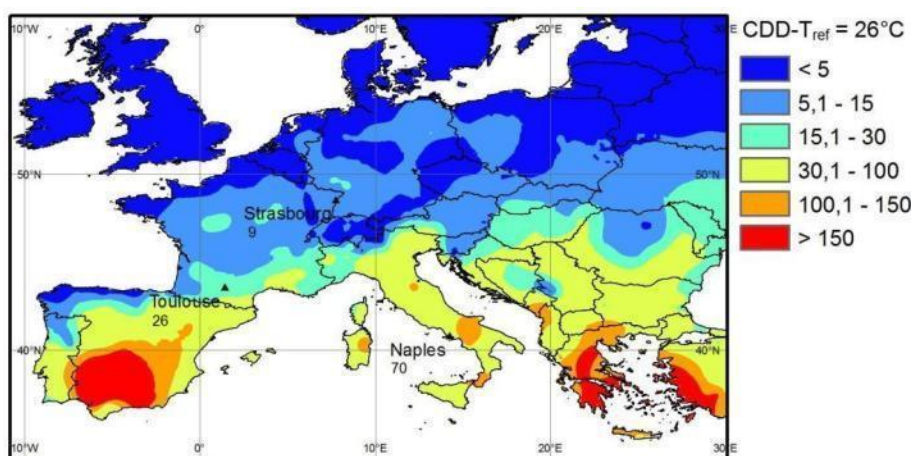 10°W
0°
10°E
20°E
30°E
CDD-Tref = 26°C
< 5
5,1 - 15
15,1 - 30
30,1 - 100
100,1 - 150
> 150
50°N
50°N
Strasbourg
9
Toulouse
26
40°N
40°N
Naples
70
10°W
0°
10°E
20°E
30°E